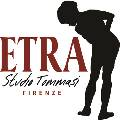 ETRA
Studio Tommasi
FIRENZE